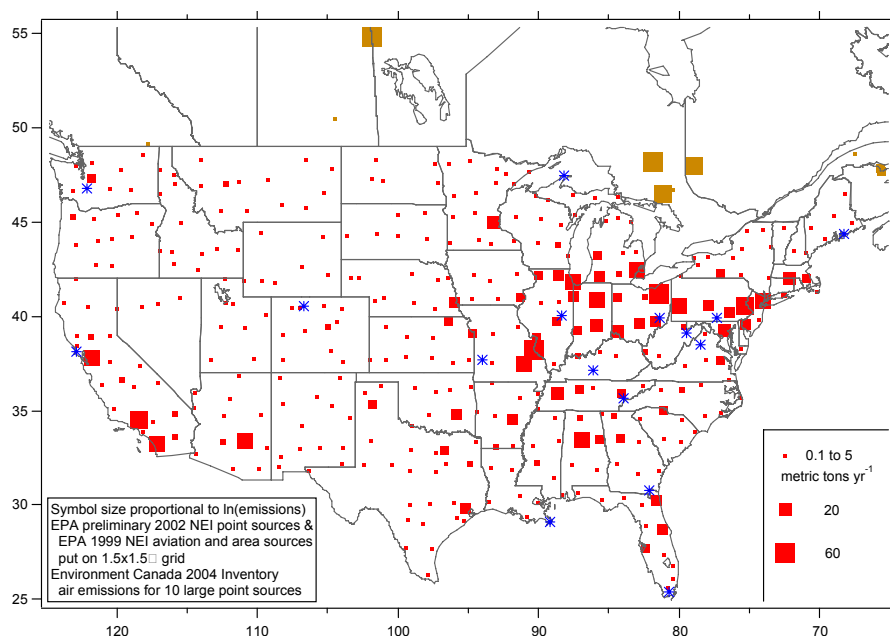 55
50
45
40
35
30
25
120
110
100
90
80
70
Symbol size proportional to ln(emissions)
EPA preliminary 2002 NEI point sources &
EPA 1999 NEI aviation and area sources
put on 1.5x1.5□ grid
Environment Canada 2004 Inventory
air emissions for 10 large point sources
0.1 to 5
metric tons yr⁻¹
20
60